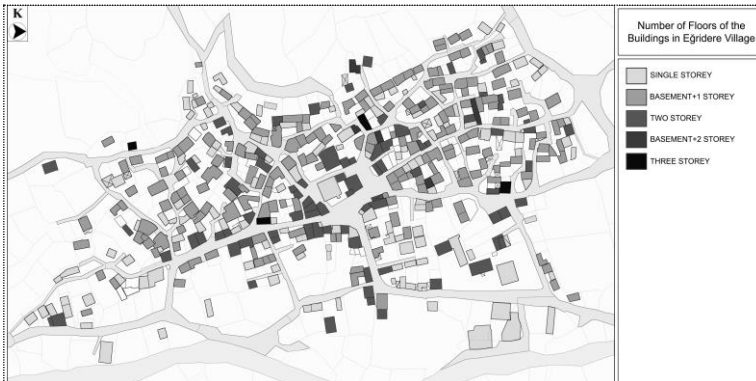 K
Number of Floors of the
Buildings in Eğridere Village
SINGLE STOREY
BASEMENT+1 STOREY
TWO STOREY
BASEMENT+2 STOREY
THREE STOREY